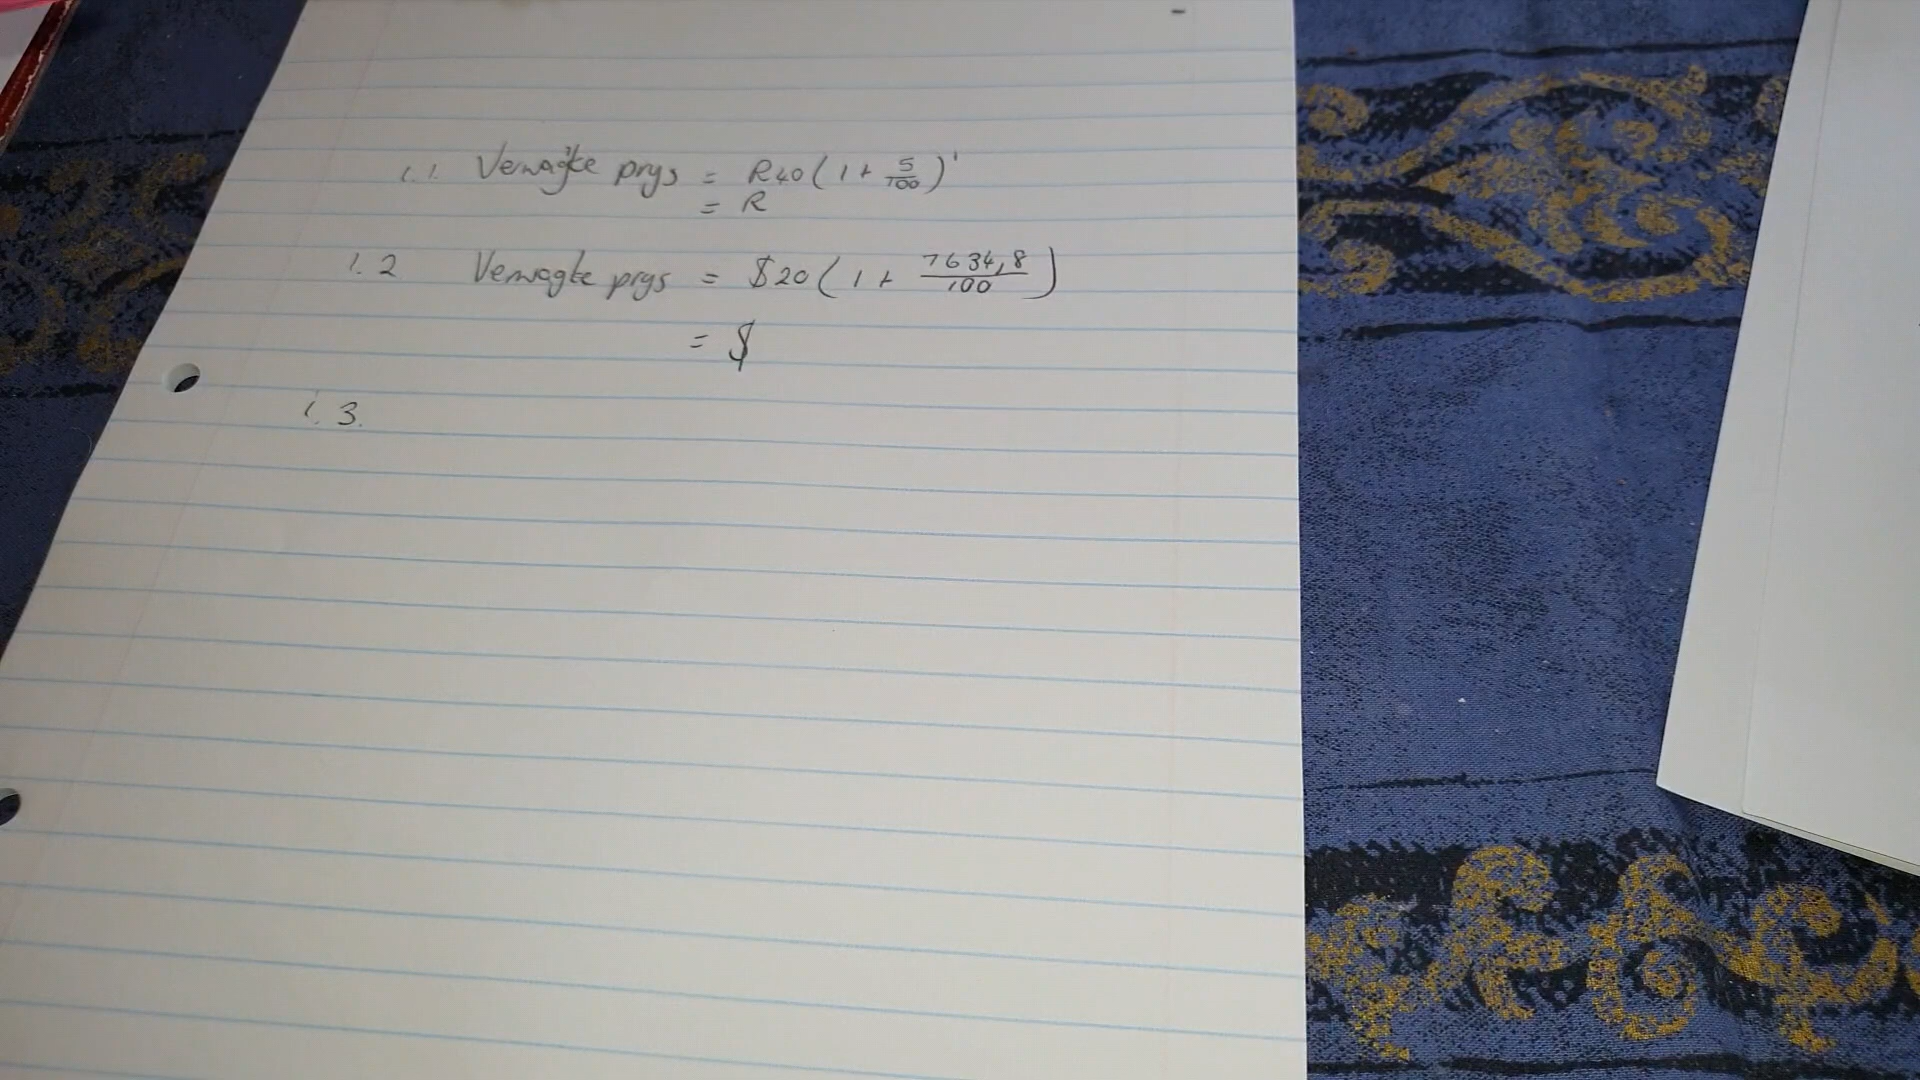 1.1. Verwagte prys = R40(1 + 5/100)¹
= R
1.2 Verwagte prys = $20(1 + 7634,8/100)
= $
1.3.